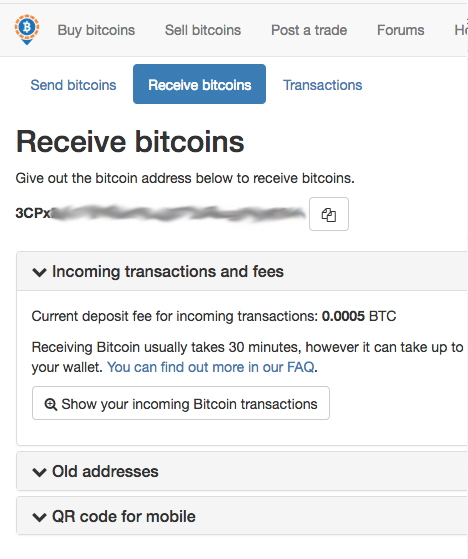 Buy bitcoins Sell bitcoins Post a trade Forums
Send bitcoins Receive bitcoins Transactions
Receive bitcoins
Give out the bitcoin address below to receive bitcoins.
3CPx
Incoming transactions and fees
Current deposit fee for incoming transactions: 0.0005 BTC
Receiving Bitcoin usually takes 30 minutes, however it can take up to
your wallet. You can find out more in our FAQ.
Show your incoming Bitcoin transactions
Old addresses
QR code for mobile